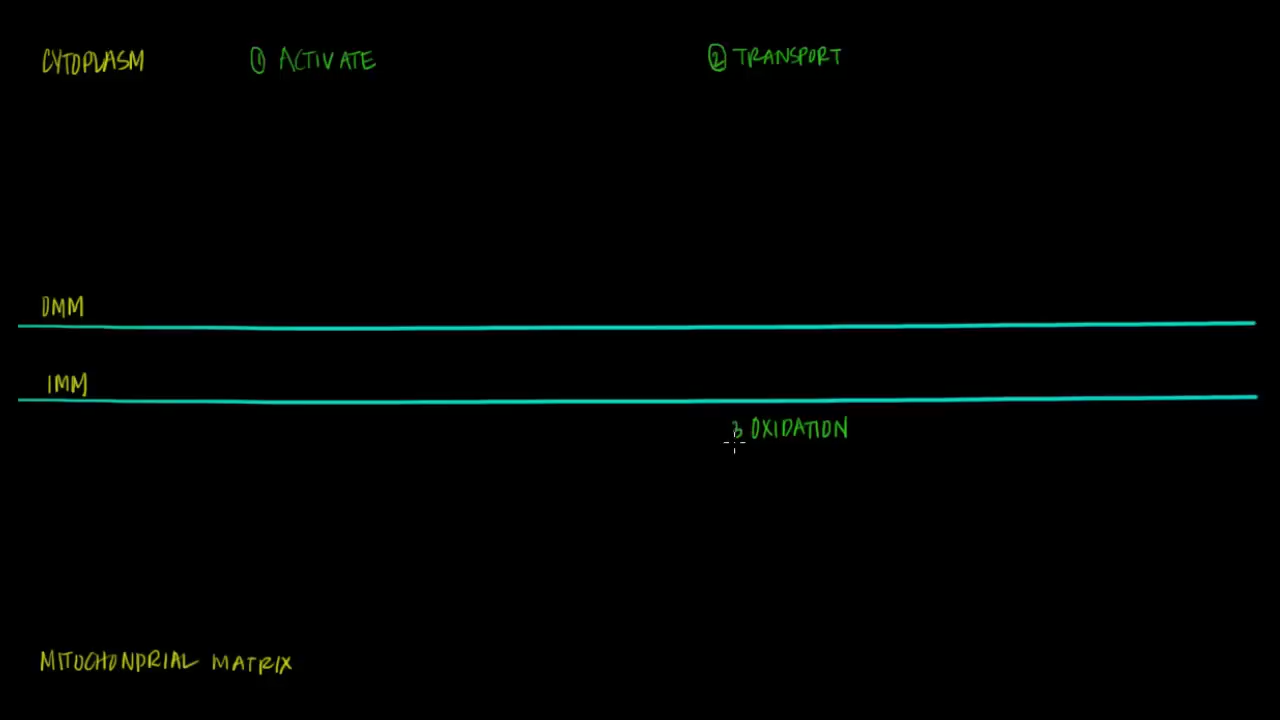 CYTOPLASM
① ACTIVATE
② TRANSPORT
OMM
IMM
3 OXIDATION
MITOCHONDRIAL MATRIX